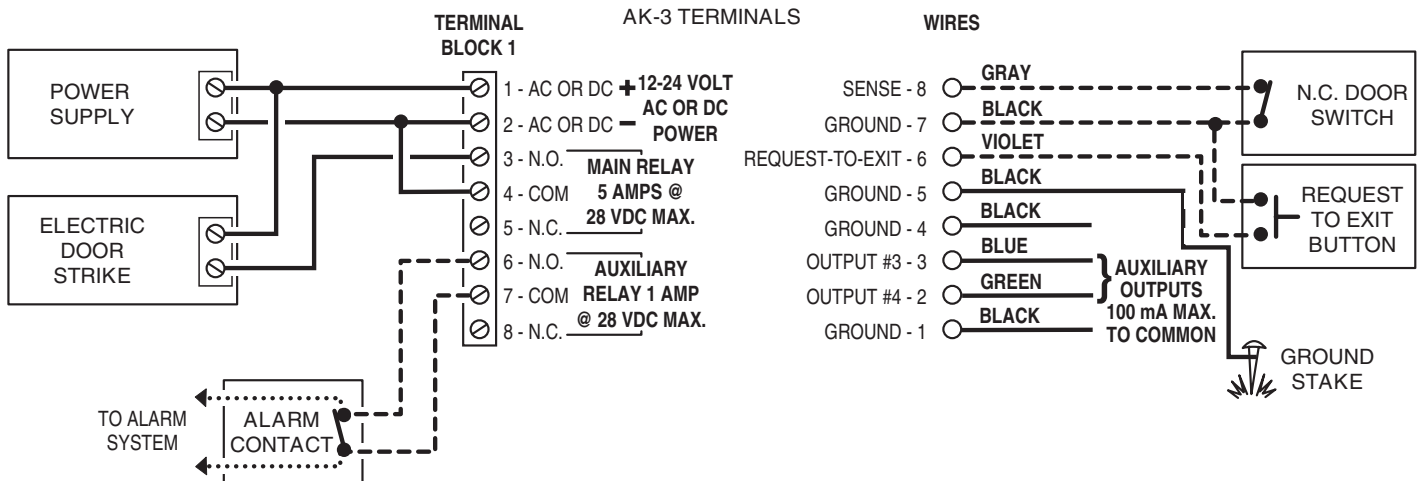 AK-3 TERMINALS
TERMINAL
BLOCK 1
WIRES
POWER
SUPPLY
ELECTRIC
DOOR
STRIKE
1 - AC OR DC +
2 - AC OR DC –
12-24 VOLT
AC OR DC
POWER
3 - N.O.
4 - COM
5 - N.C.
MAIN RELAY
5 AMPS @
28 VDC MAX.
6 - N.O.
7 - COM
8 - N.C.
AUXILIARY
RELAY 1 AMP
@ 28 VDC MAX.
TO ALARM
SYSTEM
ALARM
CONTACT
SENSE - 8 GRAY
GROUND - 7 BLACK
REQUEST-TO-EXIT - 6 VIOLET
GROUND - 5 BLACK
GROUND - 4 BLACK
OUTPUT #3 - 3 BLUE
OUTPUT #4 - 2 GREEN
GROUND - 1 BLACK
AUXILIARY
OUTPUTS
100 mA MAX.
TO COMMON
N.C. DOOR
SWITCH
REQUEST
TO EXIT
BUTTON
GROUND
STAKE